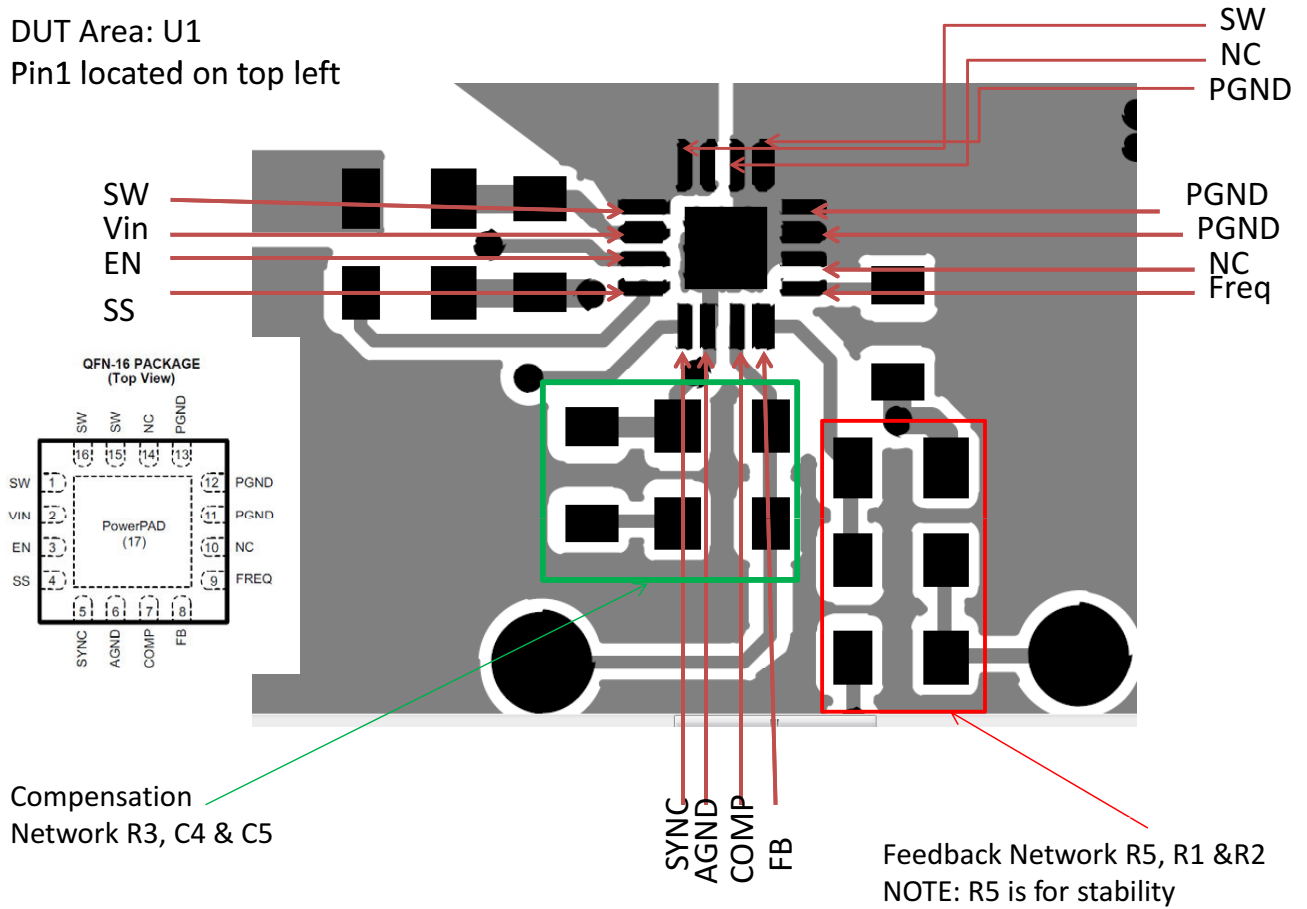 DUT Area: U1
Pin1 located on top left
SW
NC
PGND
SW
Vin
EN
SS
PGND
PGND
NC
Freq
QFN-16 PACKAGE
(Top View)
SW
SW
NC
PGND
16
15
14
13
SW 1
12 PGND
VIN 2
11 PGND
PowerPAD
(17)
EN 3
10 NC
SS 4
9 FREQ
5
6
7
8
SYNC
AGND
COMP
FB
SYNC
AGND
COMP
FB
Compensation
Network R3, C4 & C5
Feedback Network R5, R1 &R2
NOTE: R5 is for stability